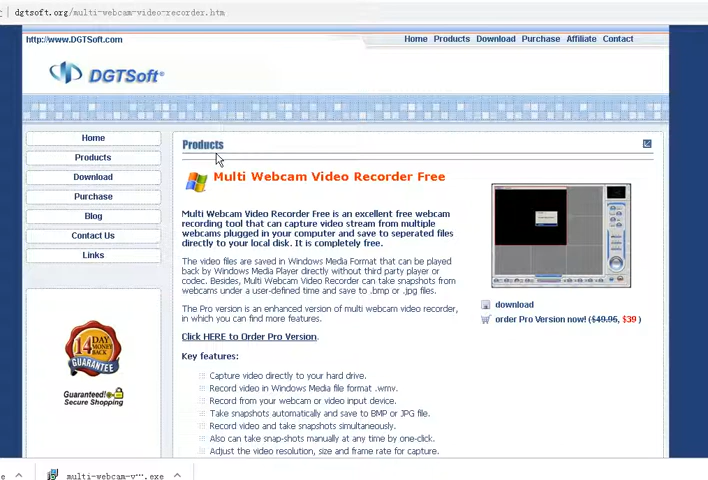 dgtsoft.org/multi-webcam-video-recorder.htm
http://www.DGTSoft.com
Home Products Download Purchase Affiliate Contact
DGTSoft®
Home
Products
Download
Purchase
Blog
Contact Us
Links
14
DAY
MONEY
BACK
GUARANTEE
Guaranteed
Secure Shopping
Products
Multi Webcam Video Recorder Free
Multi Webcam Video Recorder Free is an excellent free webcam
recording tool that can capture video stream from multiple
webcams plugged in your computer and save to seperated files
directly to your local disk. It is completely free.
The video files are saved in Windows Media Format that can be played
back by Windows Media Player directly without third party player or
codec. Besides, Multi Webcam Video Recorder can take snapshots from
webcams under a user-defined time and save to .bmp or .jpg files.
The Pro version is an enhanced version of multi webcam video recorder,
in which you can find more features.
Click HERE to Order Pro Version.
Key features:
Capture video directly to your hard drive.
Record video in Windows Media file format .wmv.
Record from your webcam or video input device.
Take snapshots automatically and save to BMP or JPG file.
Record video and take snapshots simultaneously.
Also can take snap-shots manually at any time by one-click.
Adjust the video resolution, size and frame rate for capture.
download
order Pro Version now! ($49.95, $39 )
e
multi-webcam-v....exe